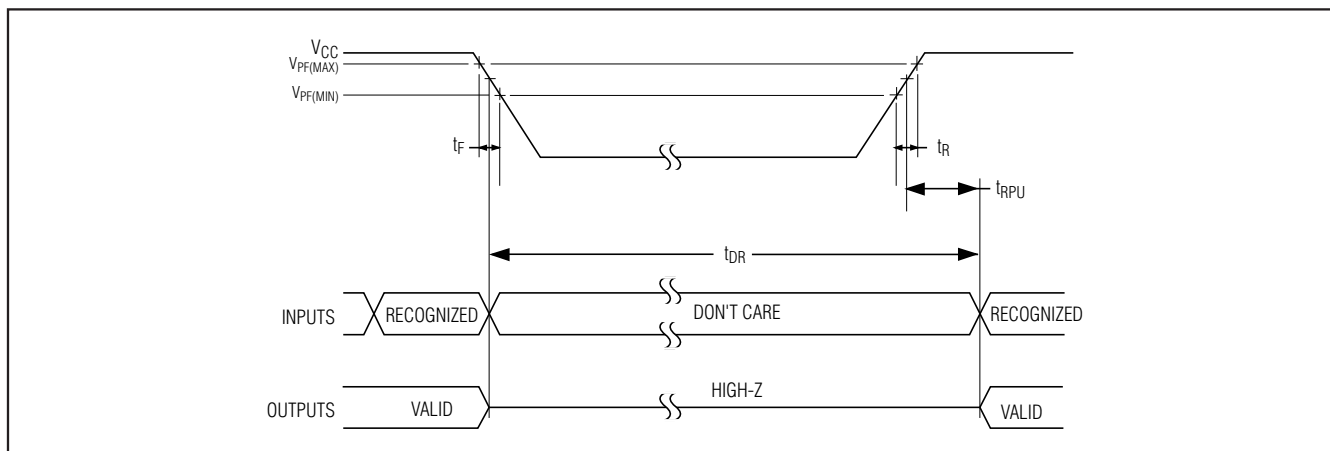 VCC
VPF(MAX)
VPF(MIN)
tF
tR
tRPU
tDR
INPUTS RECOGNIZED DON'T CARE RECOGNIZED
HIGH-Z
OUTPUTS VALID VALID